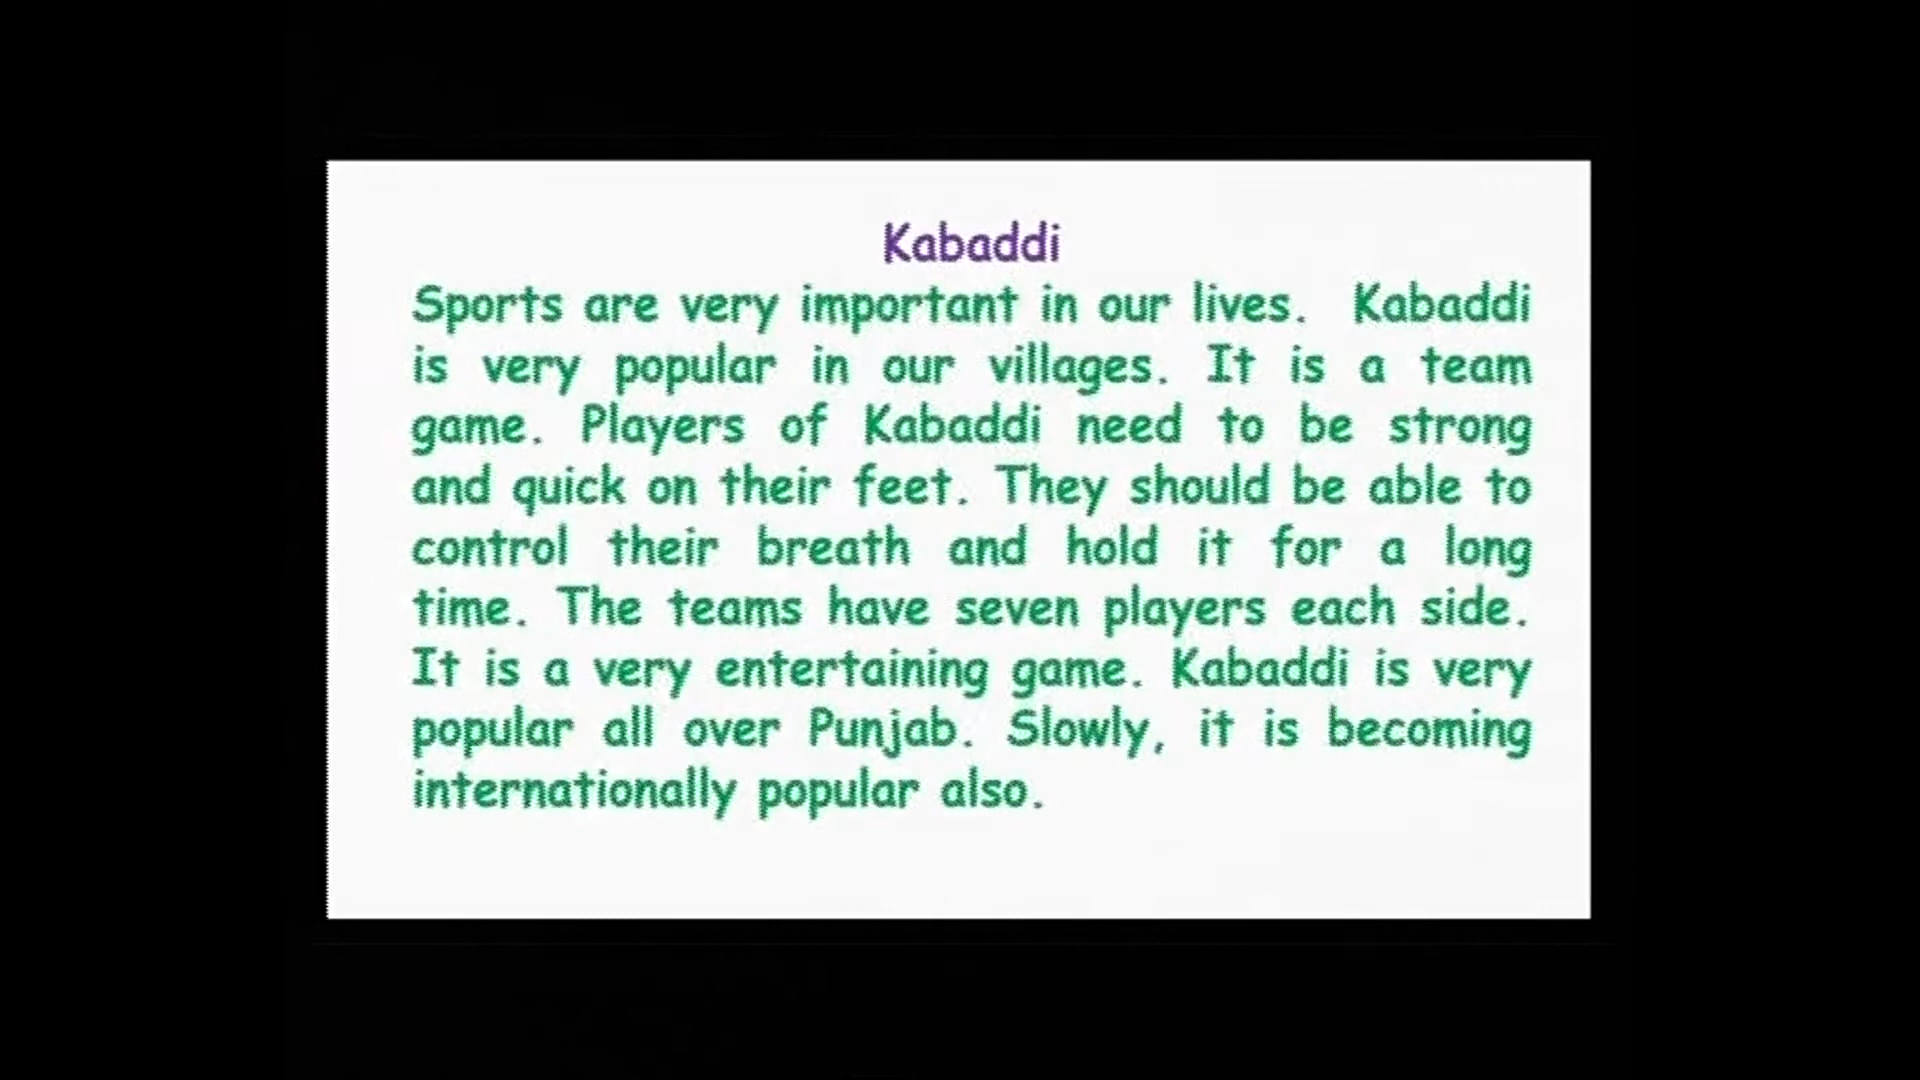 Kabaddi
Sports are very important in our lives. Kabaddi
is very popular in our villages. It is a team
game. Players of Kabaddi need to be strong
and quick on their feet. They should be able to
control their breath and hold it for a long
time. The teams have seven players each side.
It is a very entertaining game. Kabaddi is very
popular all over Punjab. Slowly, it is becoming
internationally popular also.